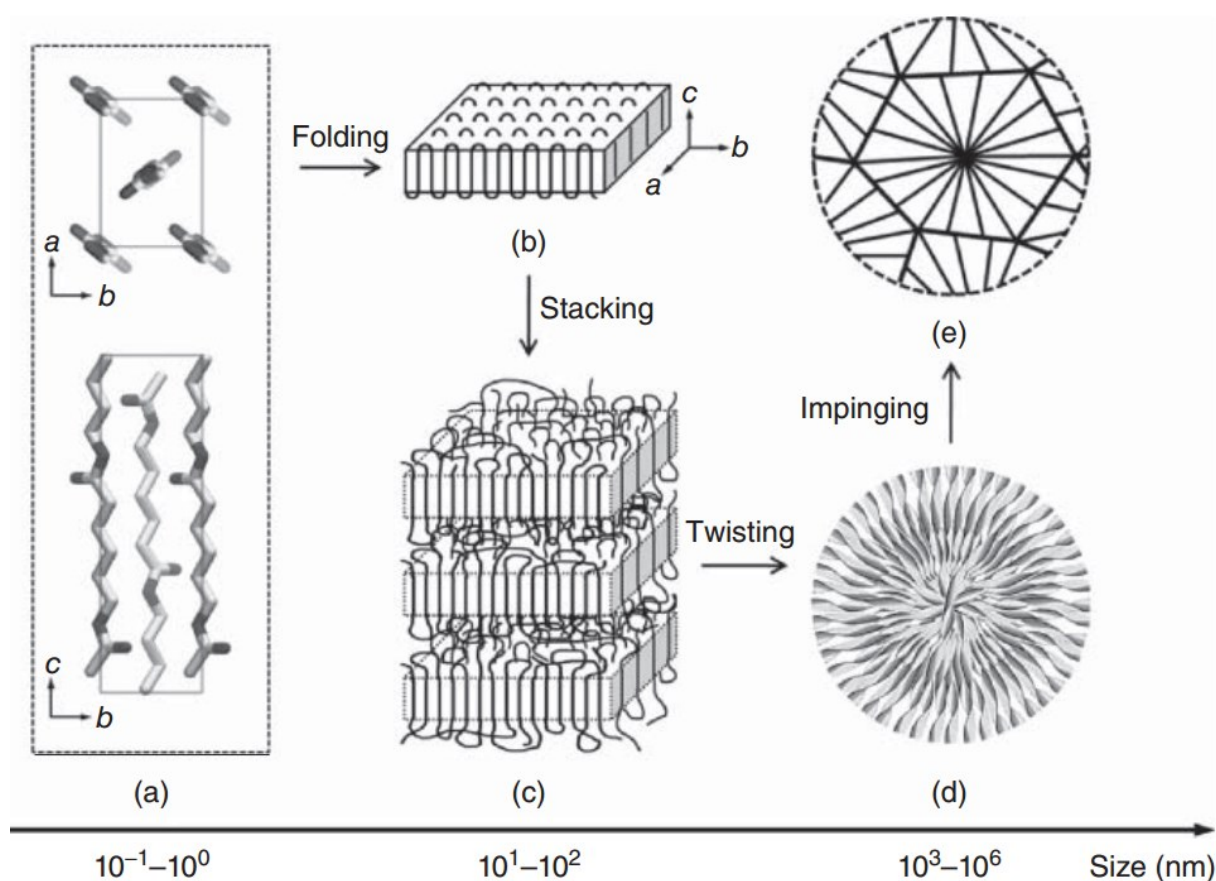 a
b
c
b
(a)
Folding
c
b
a
(b)
Stacking
(c)
Twisting
(d)
Impinging
(e)
10⁻¹–10⁰
10¹–10²
10³–10⁶
Size (nm)